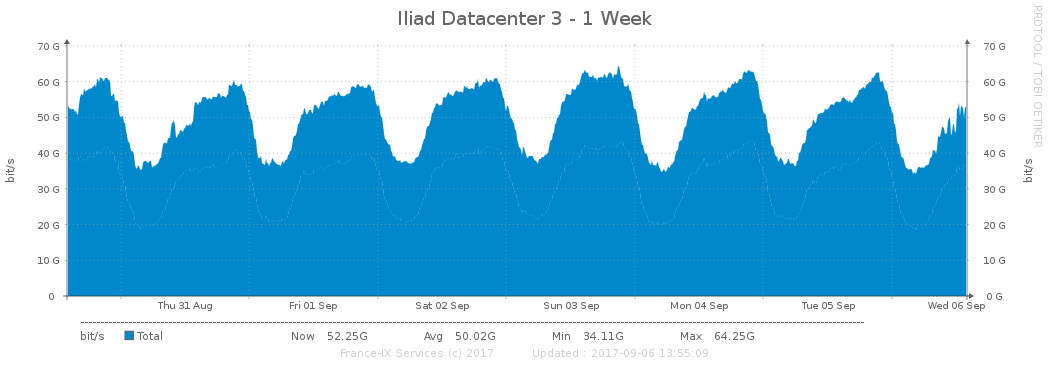 Iliad Datacenter 3 - 1 Week
RRDTOOL / TOBI OETIKER
70 G 70 G
60 G 60 G
50 G 50 G
40 G 40 G
30 G 30 G
20 G 20 G
10 G 10 G
0 0 G
bit/s bit/s
Thu 31 Aug Fri 01 Sep Sat 02 Sep Sun 03 Sep Mon 04 Sep Tue 05 Sep Wed 06 Sep
bit/s Total Now 52.25G Avg 50.02G Min 34.11G Max 64.25G
France-IX Services (c) 2017 Updated : 2017-09-06 13:55:09